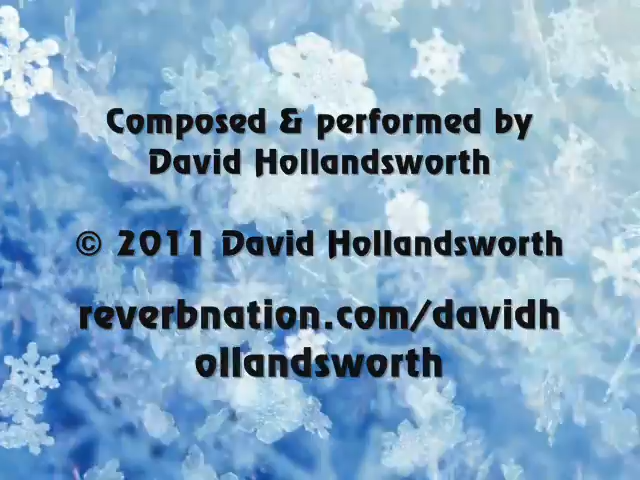 Composed & performed by
David Hollandsworth
© 2011 David Hollandsworth
reverbnation.com/davidh
ollandsworth